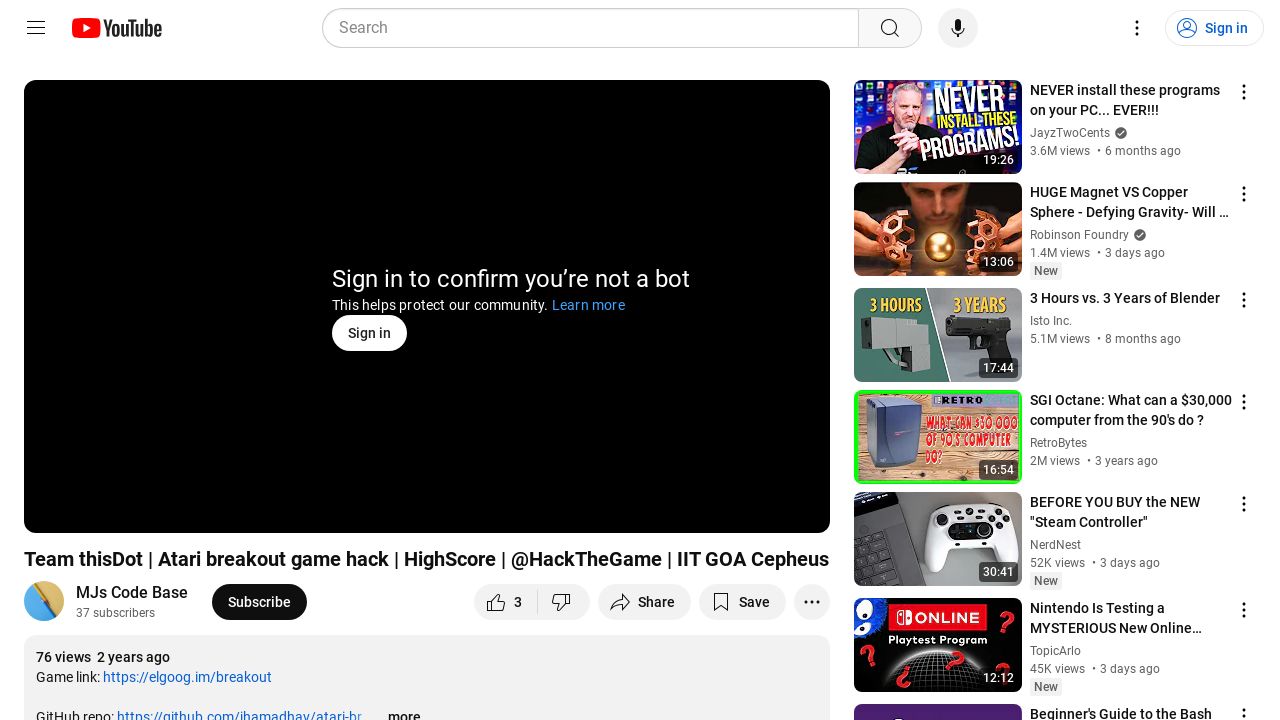 YouTube
Search
Sign in
Sign in to confirm you’re not a bot
This helps protect our community. Learn more
Sign in
Team thisDot | Atari breakout game hack | HighScore | @HackTheGame | IIT GOA Cepheus
MJs Code Base
37 subscribers
Subscribe
3
Share
Save
76 views 2 years ago
Game link: https://elgoog.im/breakout
GitHub repo: https://github.com/jhamadhav/atari-br
...more
NEVER
INSTALL THESE
PROGRAMS!
19:26
NEVER install these programs
on your PC... EVER!!!
JayzTwoCents
3.6M views • 6 months ago
13:06
HUGE Magnet VS Copper
Sphere - Defying Gravity- Will …
Robinson Foundry
1.4M views • 3 days ago
New
3 HOURS
3 YEARS
17:44
3 Hours vs. 3 Years of Blender
Isto Inc.
5.1M views • 8 months ago
RETRO
WHAT CAN $30 000
OF 90'S COMPUTER
DO?
16:54
SGI Octane: What can a $30,000
computer from the 90's do ?
RetroBytes
2M views • 3 years ago
30:41
BEFORE YOU BUY the NEW
"Steam Controller"
NerdNest
52K views • 3 days ago
New
ONLINE
Playtest Program
12:12
Nintendo Is Testing a
MYSTERIOUS New Online…
TopicArlo
45K views • 3 days ago
New
Beginner's Guide to the Bash